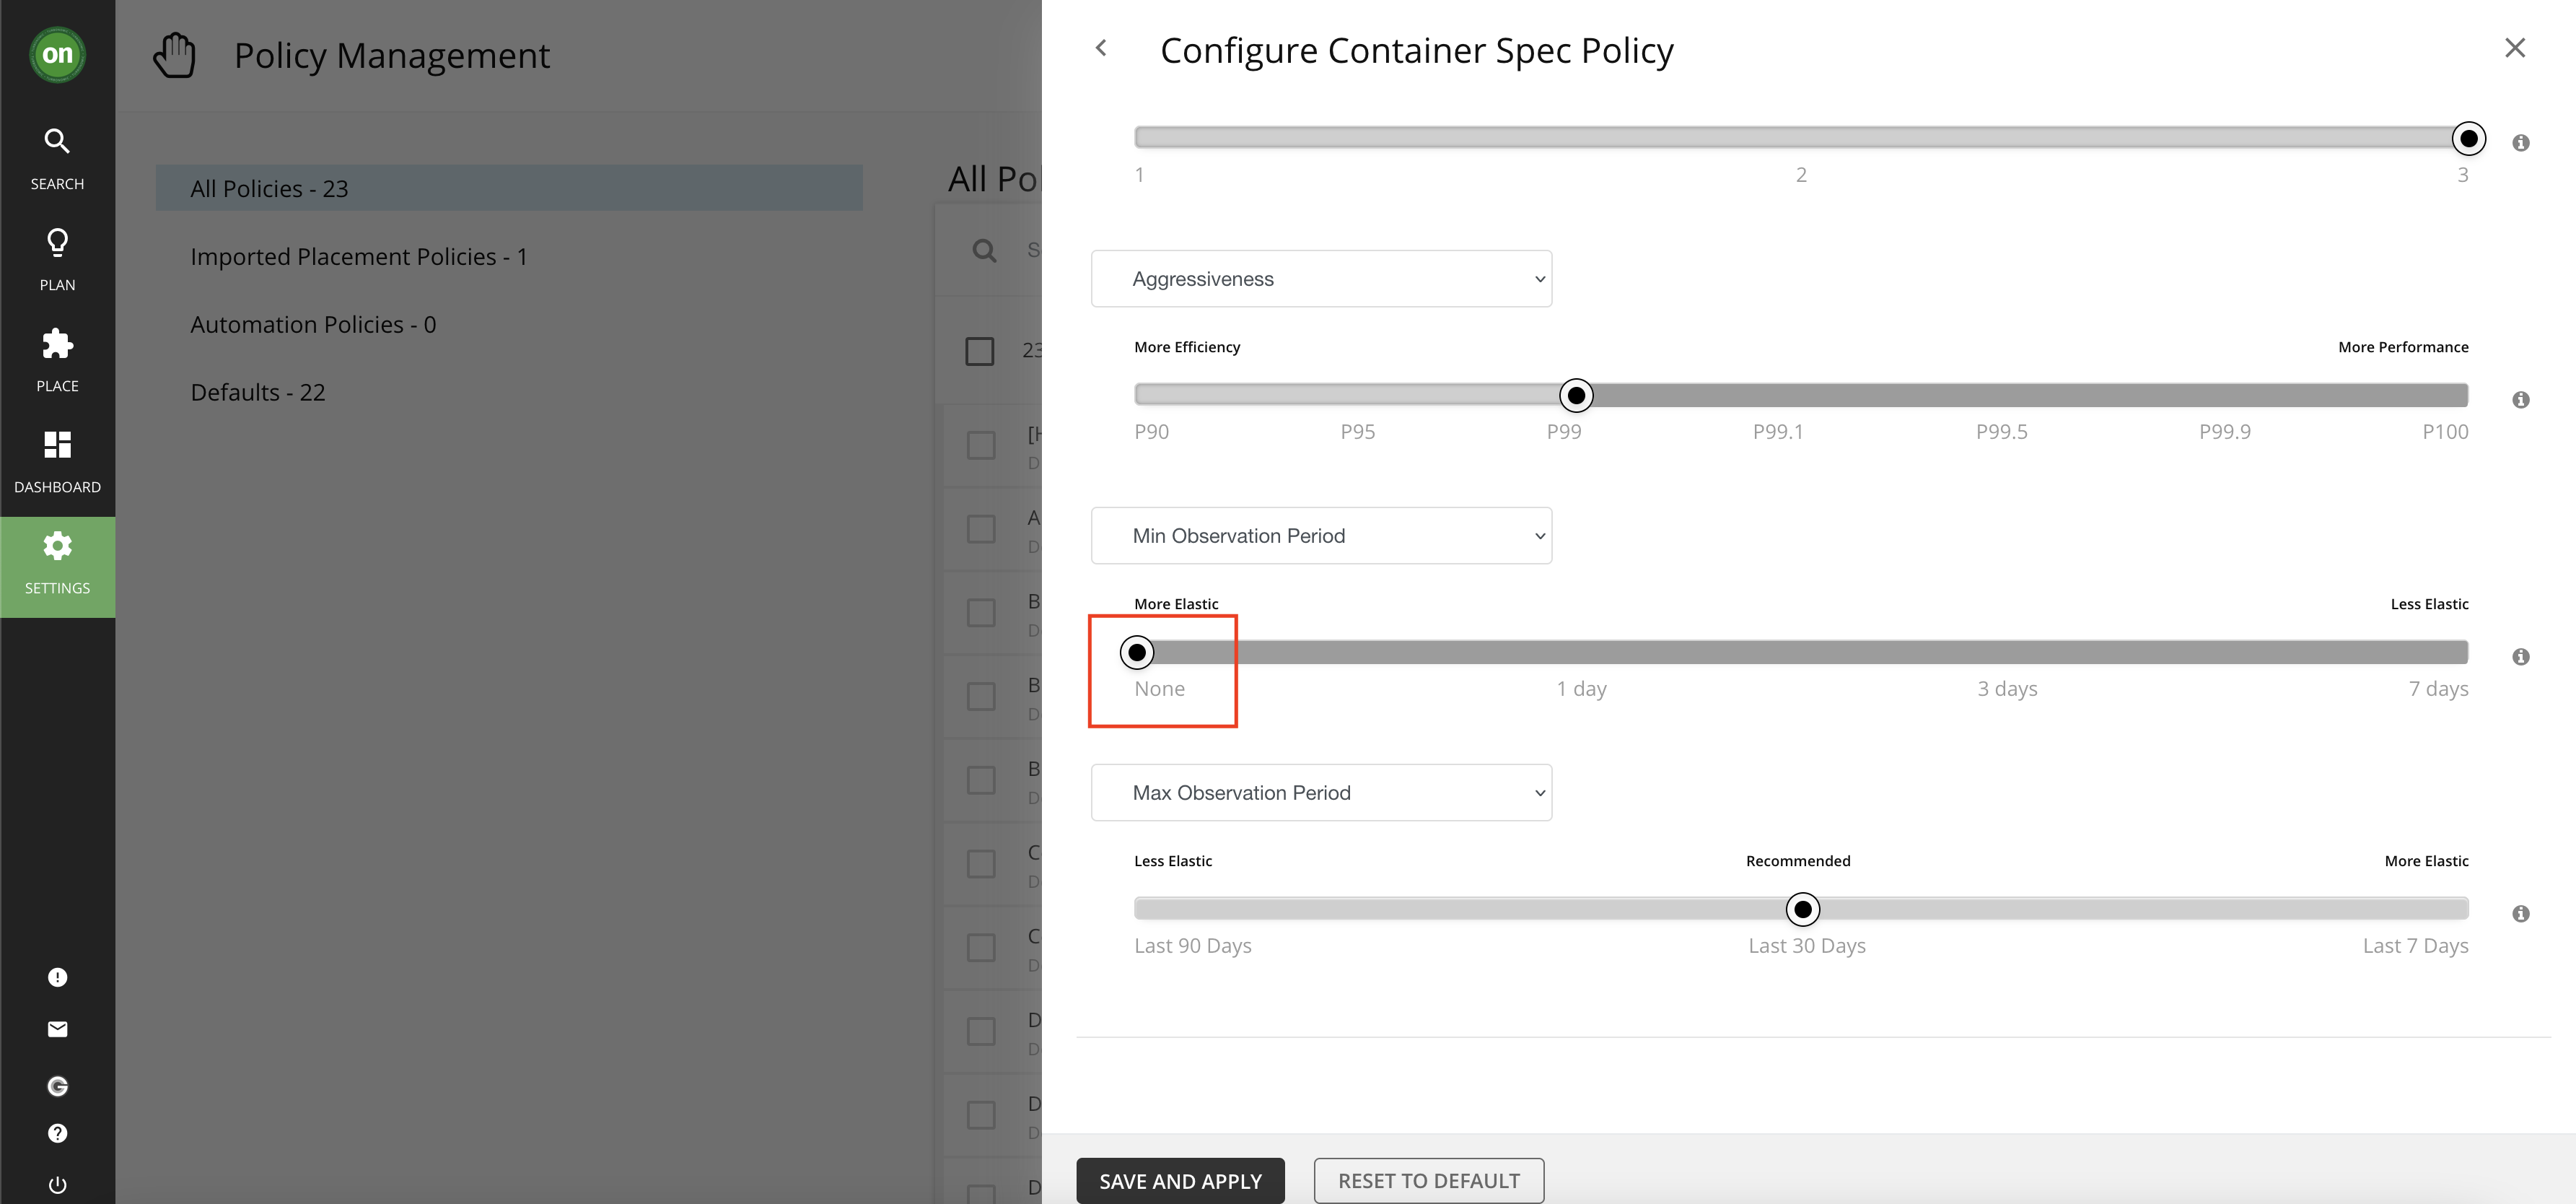 on
SEARCH
PLAN
PLACE
DASHBOARD
SETTINGS
Policy Management
All Policies - 23
Imported Placement Policies - 1
Automation Policies - 0
Defaults - 22
All Pol
S
23
[H
D
A
D
B
D
B
D
B
D
C
D
C
D
D
D
D
D
D
Configure Container Spec Policy
1 2 3
Aggressiveness
More Efficiency More Performance
P90 P95 P99 P99.1 P99.5 P99.9 P100
Min Observation Period
More Elastic Less Elastic
None 1 day 3 days 7 days
Max Observation Period
Less Elastic Recommended More Elastic
Last 90 Days Last 30 Days Last 7 Days
SAVE AND APPLY RESET TO DEFAULT